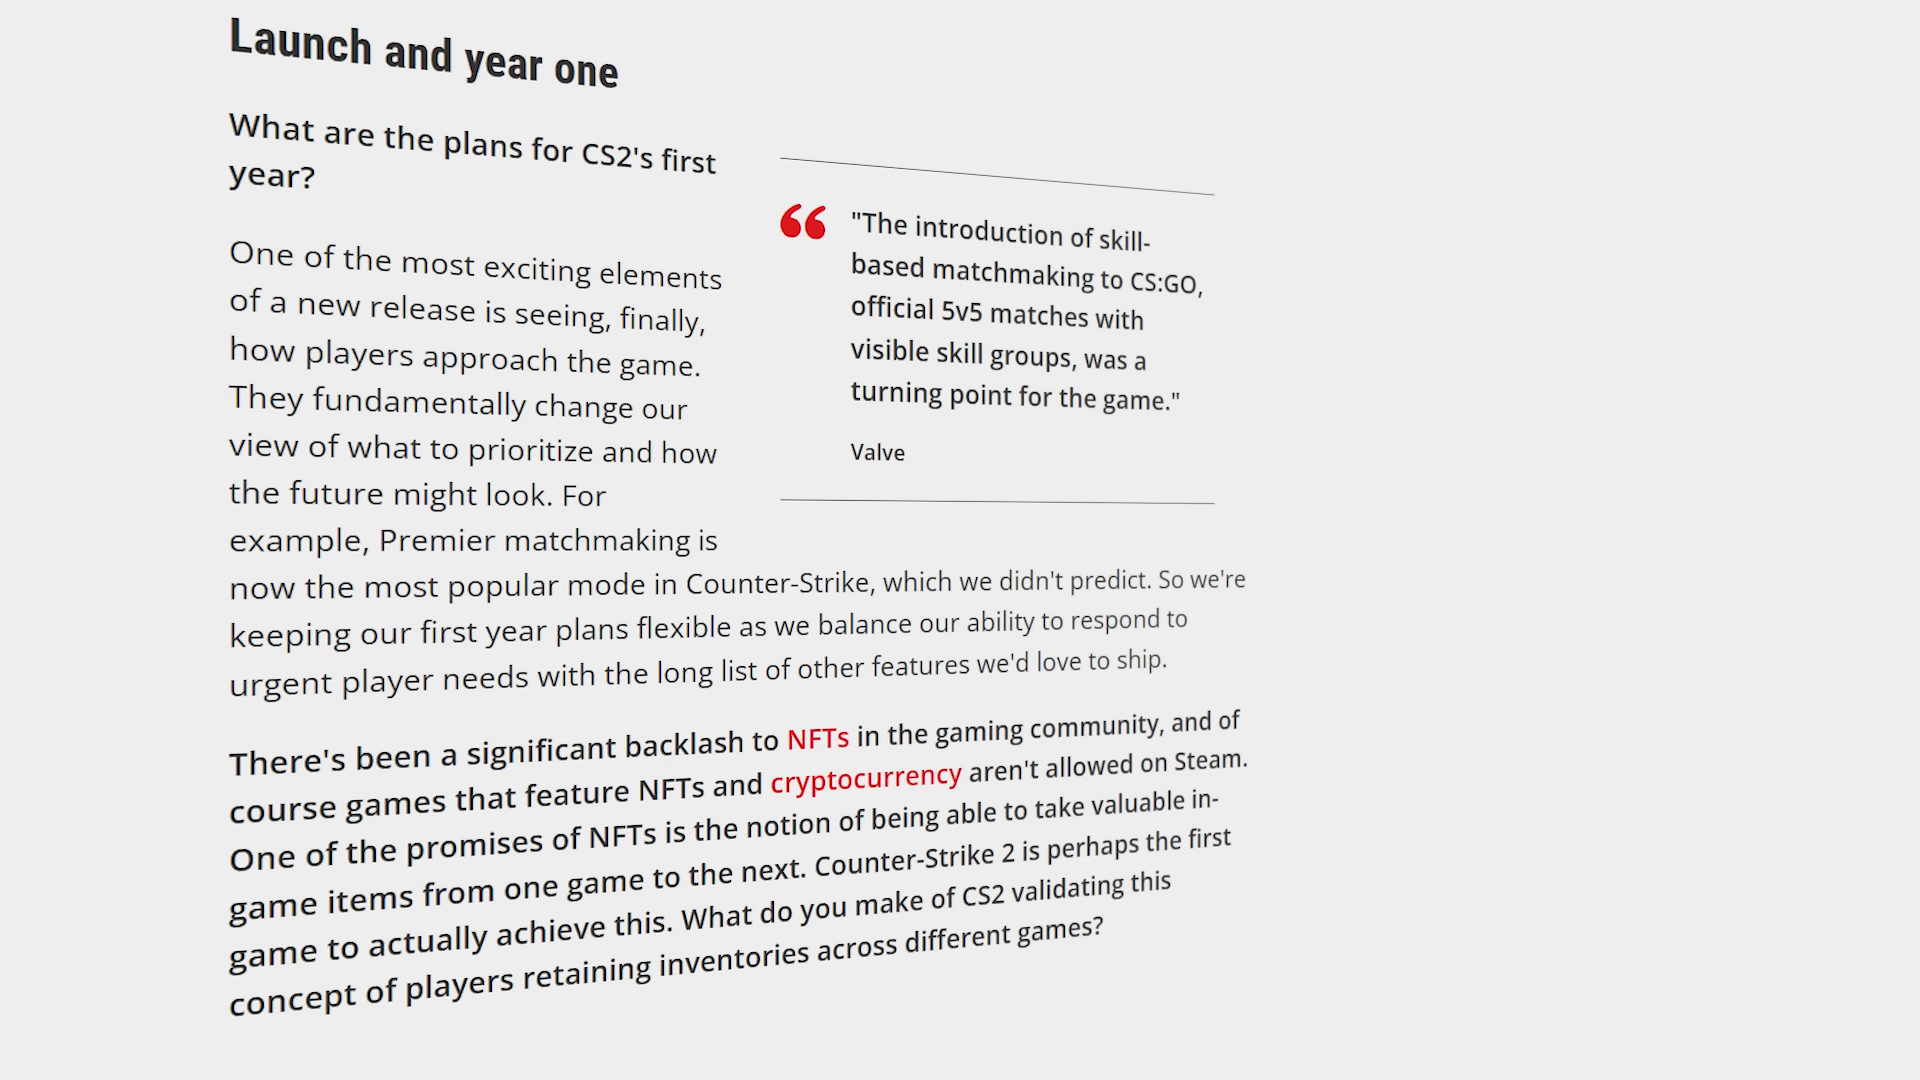 Launch and year one
What are the plans for CS2's first
year?
One of the most exciting elements
of a new release is seeing, finally,
how players approach the game.
They fundamentally change our
view of what to prioritize and how
the future might look. For
example, Premier matchmaking is
now the most popular mode in Counter-Strike, which we didn't predict. So we're
keeping our first year plans flexible as we balance our ability to respond to
urgent player needs with the long list of other features we'd love to ship.
"The introduction of skill-
based matchmaking to CS:GO,
official 5v5 matches with
visible skill groups, was a
turning point for the game."
Valve
There's been a significant backlash to NFTs in the gaming community, and of
course games that feature NFTs and cryptocurrency aren't allowed on Steam.
One of the promises of NFTs is the notion of being able to take valuable in-
game items from one game to the next. Counter-Strike 2 is perhaps the first
game to actually achieve this. What do you make of CS2 validating this
concept of players retaining inventories across different games?